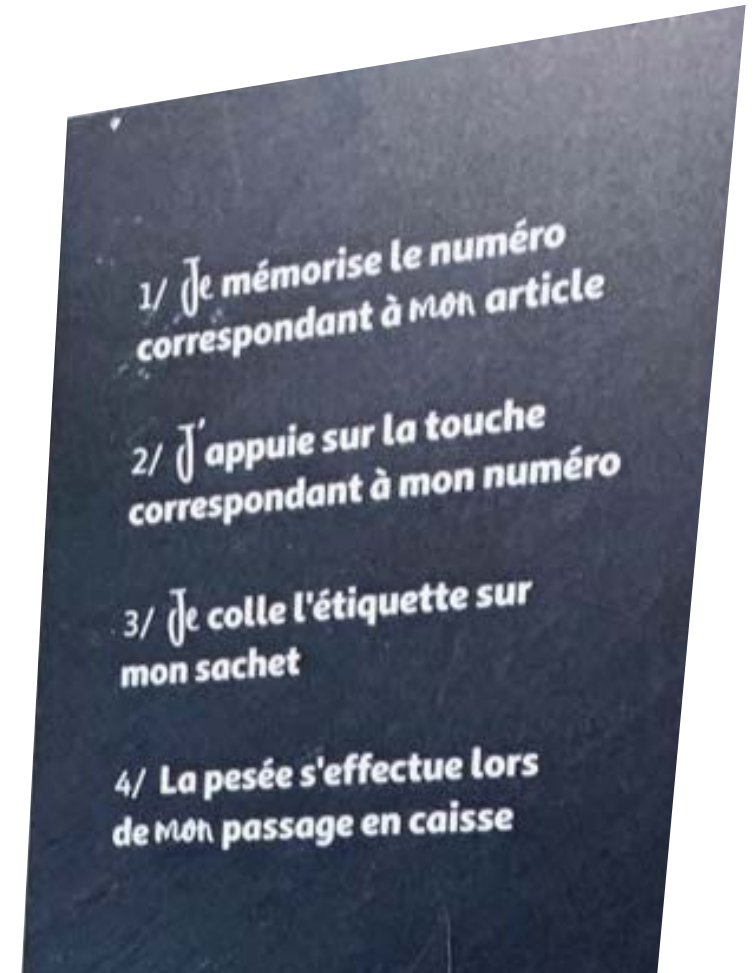 1/ Je mémorise le numéro
correspondant à mon article
2/ J'appuie sur la touche
correspondant à mon numéro
3/ Je colle l'étiquette sur
mon sachet
4/ La pesée s'effectue lors
de mon passage en caisse